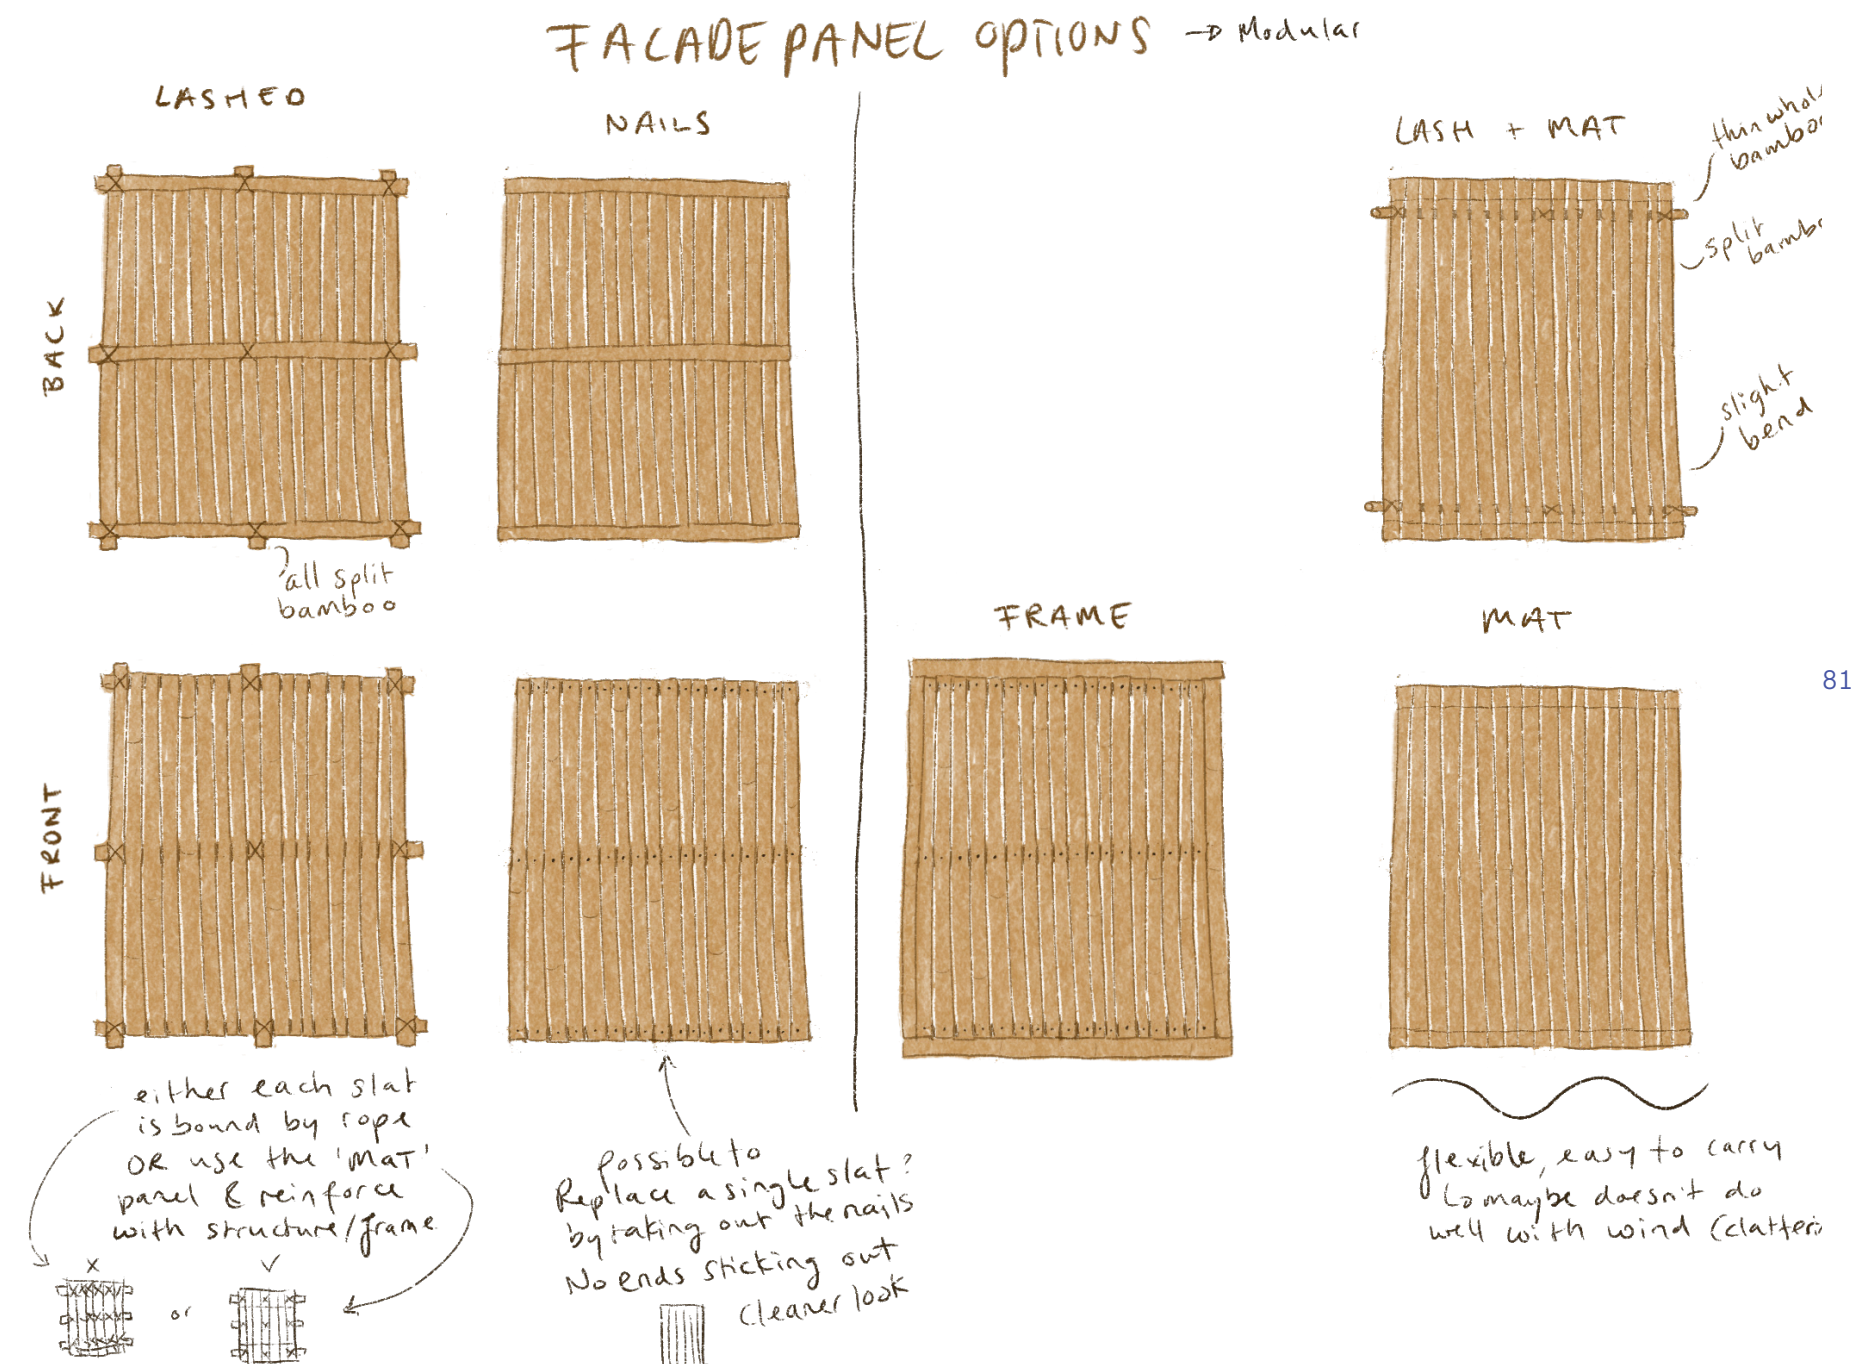 FACADE PANEL OPTIONS → Modular
LASHED
NAILS
LASH + MAT
thin whol
bamboo
split
bambo
slight
bend
BACK
all split
bamboo
FRAME
MAT
FRONT
81
either each slat
is bound by rope
OR use the 'MAT'
panel & reinforce
with structure/frame
x
or
✓
Possible to
Replace a single slat?
by taking out the nails
No ends sticking out
cleaner look
flexible, easy to carry
↳ maybe doesn't do
well with wind (clatteri